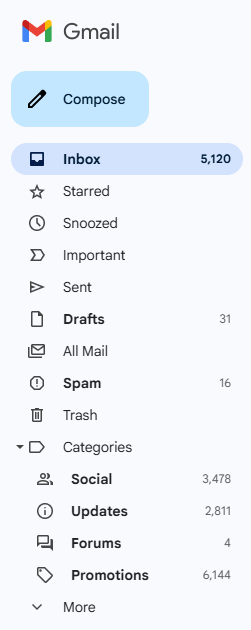 Gmail
Compose
Inbox 5,120
Starred
Snoozed
Important
Sent
Drafts 31
All Mail
Spam 16
Trash
Categories
Social 3,478
Updates 2,811
Forums 4
Promotions 6,144
More